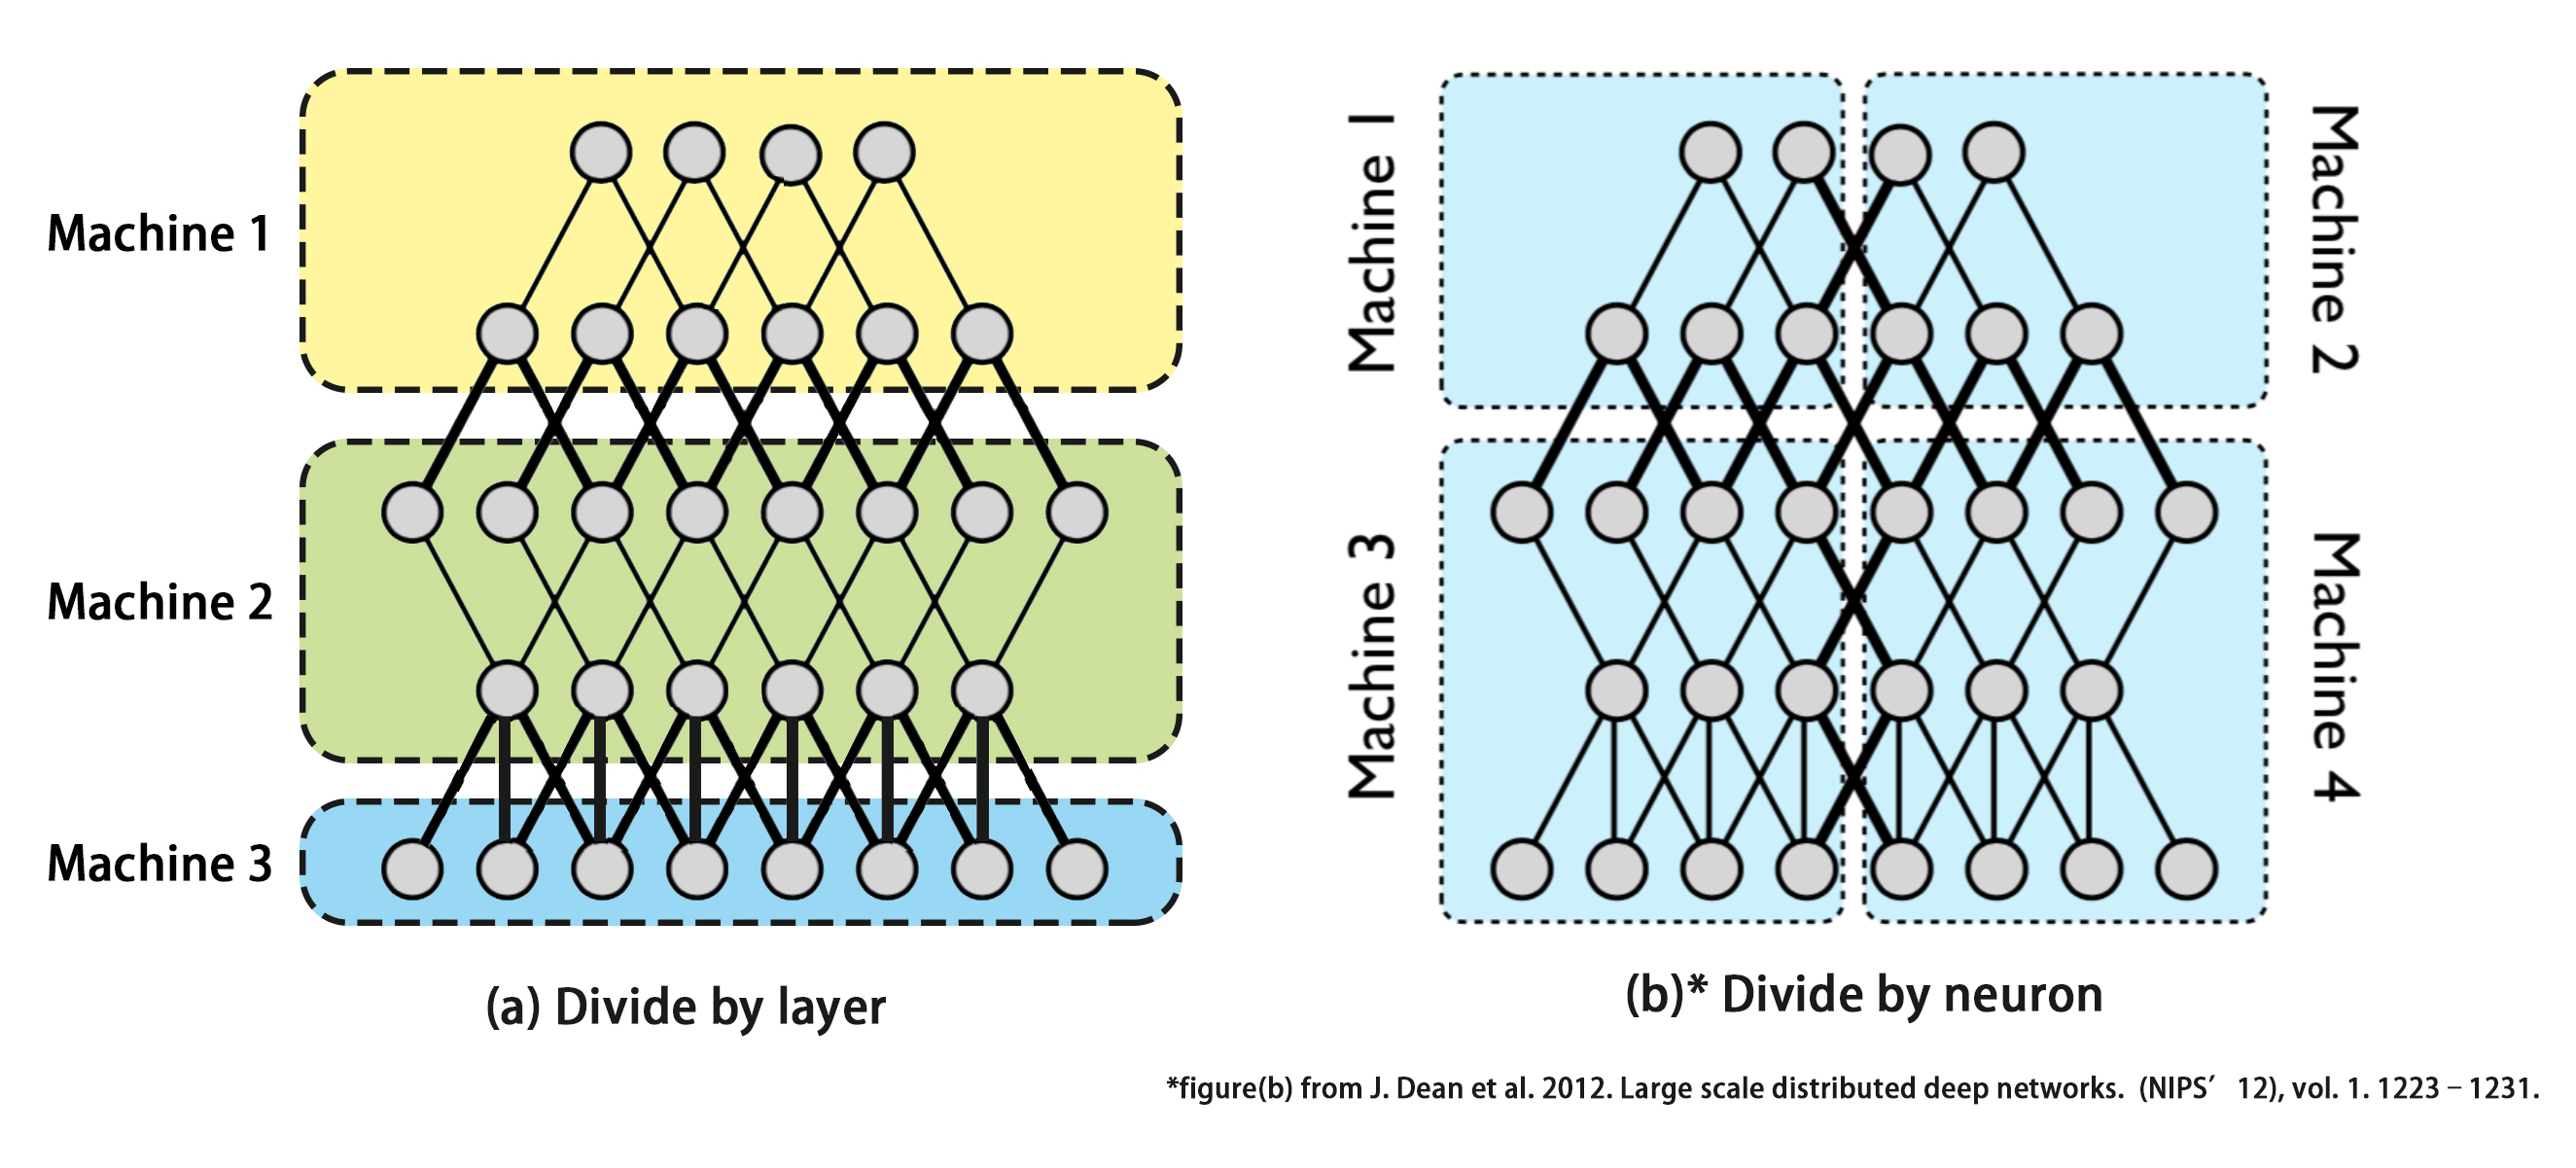 Machine 1
Machine 2
Machine 3
(a) Divide by layer
Machine 1
Machine 2
Machine 3
Machine 4
(b)* Divide by neuron
*figure(b) from J. Dean et al. 2012. Large scale distributed deep networks. (NIPS′ 12), vol. 1. 1223 – 1231.